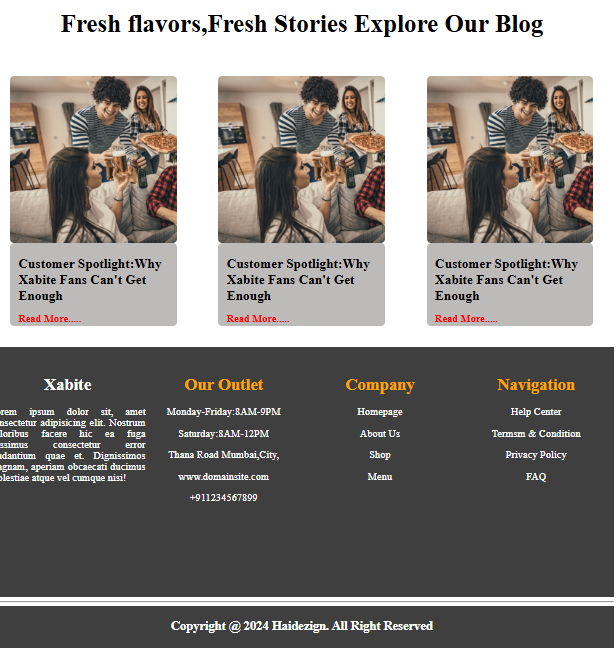 Fresh flavors,Fresh Stories Explore Our Blog
Customer Spotlight:Why
Xabite Fans Can't Get
Enough
Read More.....
Customer Spotlight:Why
Xabite Fans Can't Get
Enough
Read More.....
Customer Spotlight:Why
Xabite Fans Can't Get
Enough
Read More.....
Xabite
orem ipsum dolor sit, amet
nsectetur adipisicing elit. Nostrum
loribus facere hic ea fuga
ssimus consectetur error
udantium quae et. Dignissimos
agnam, aperiam obcaecati ducimus
olestiae atque vel cumque nisi!
Our Outlet
Monday-Friday:8AM-9PM
Saturday:8AM-12PM
Thana Road Mumbai,City,
www.domainsite.com
+911234567899
Company
Homepage
About Us
Shop
Menu
Navigation
Help Center
Termsm & Condition
Privacy Policy
FAQ
Copyright @ 2024 Haidezign. All Right Reserved